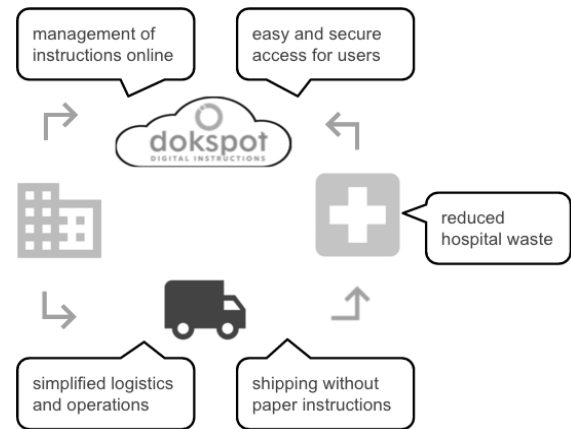 management of
instructions online
easy and secure
access for users
dokspot
DIGITAL INSTRUCTIONS
reduced
hospital waste
simplified logistics
and operations
shipping without
paper instructions